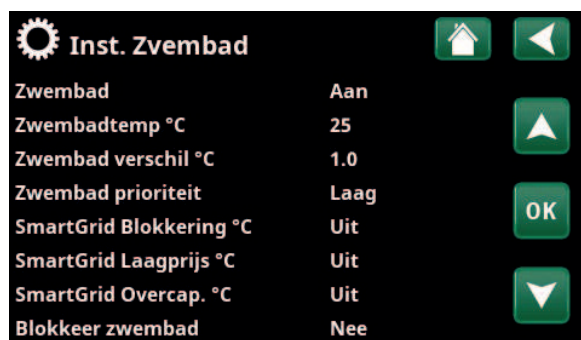 Inst. Zvembad
Zwembad Aan
Zwembadtemp °C 25
Zwembad verschil °C 1.0
Zwembad prioriteit Laag
SmartGrid Blokkering °C Uit
SmartGrid Laagprijs °C Uit
SmartGrid Overcap. °C Uit
Blokkeer zwembad Nee
OK